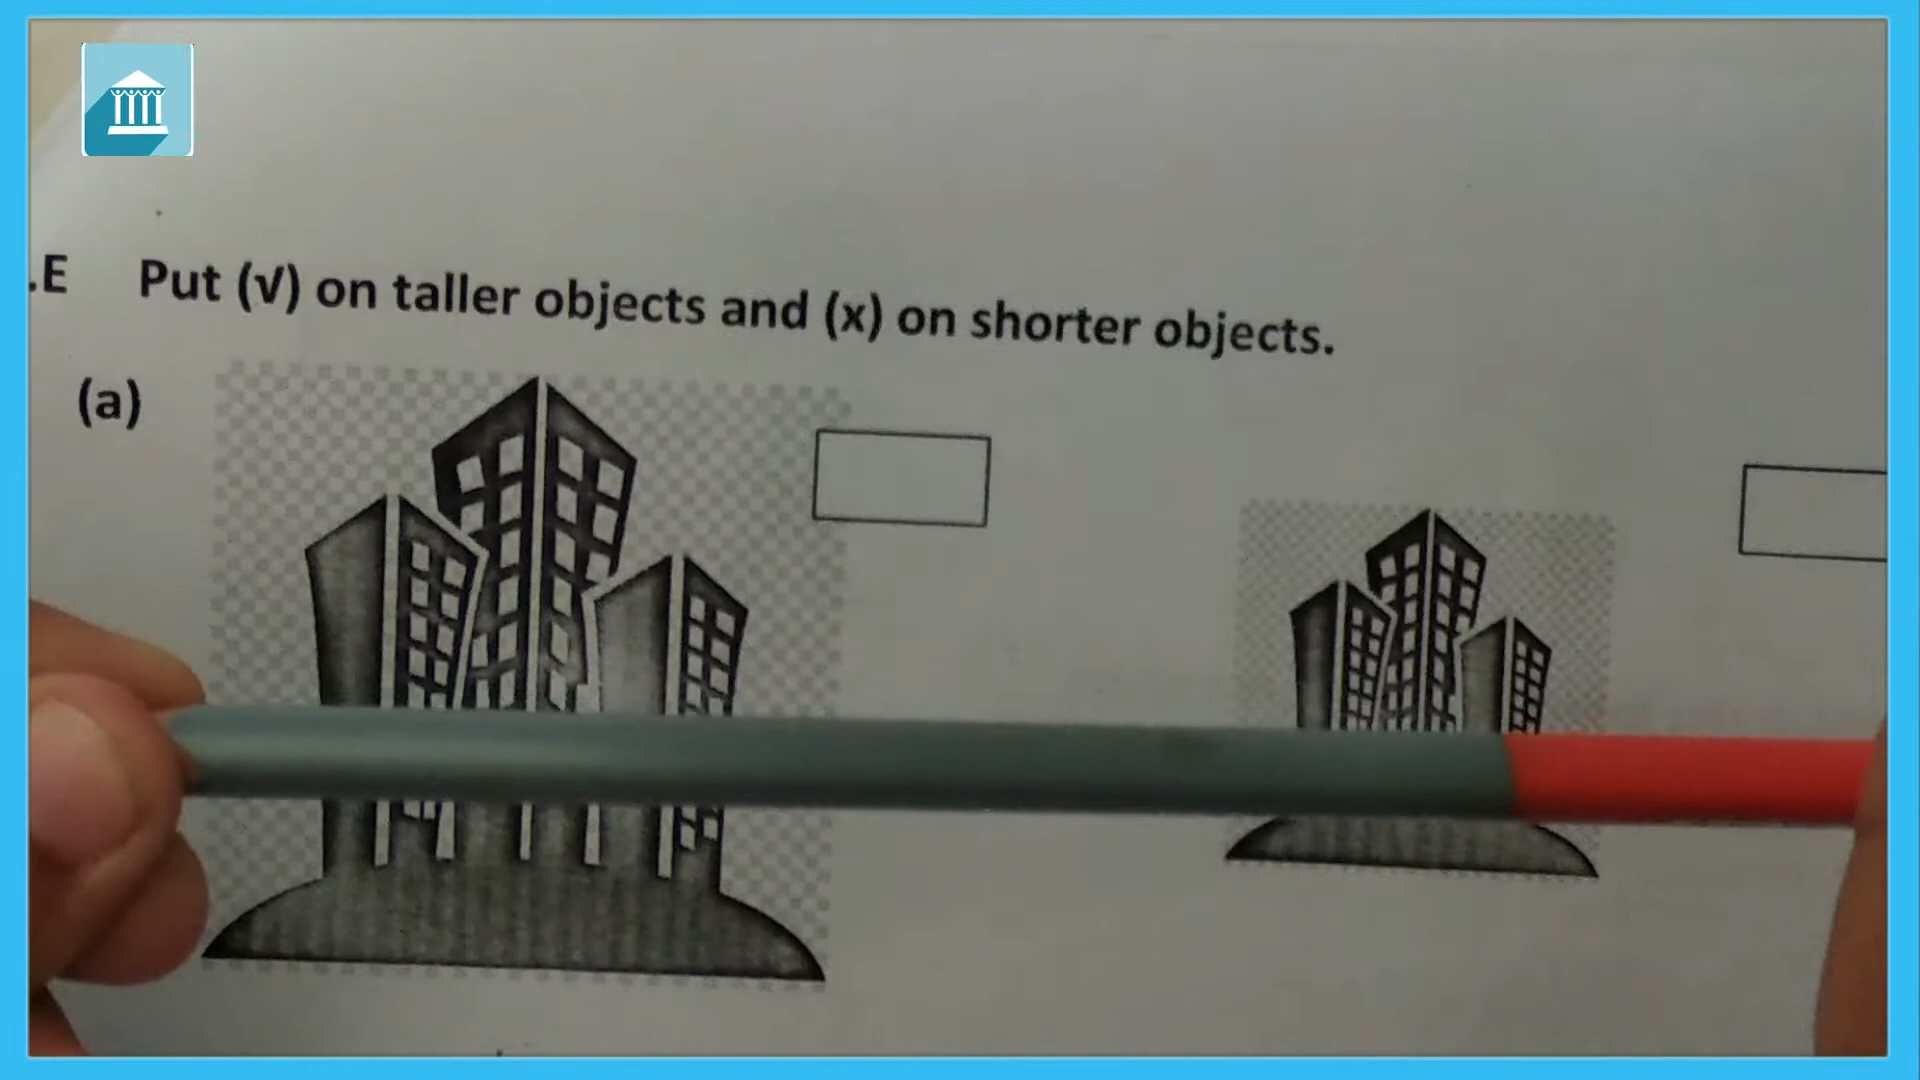 .E Put (√) on taller objects and (x) on shorter objects.
(a)